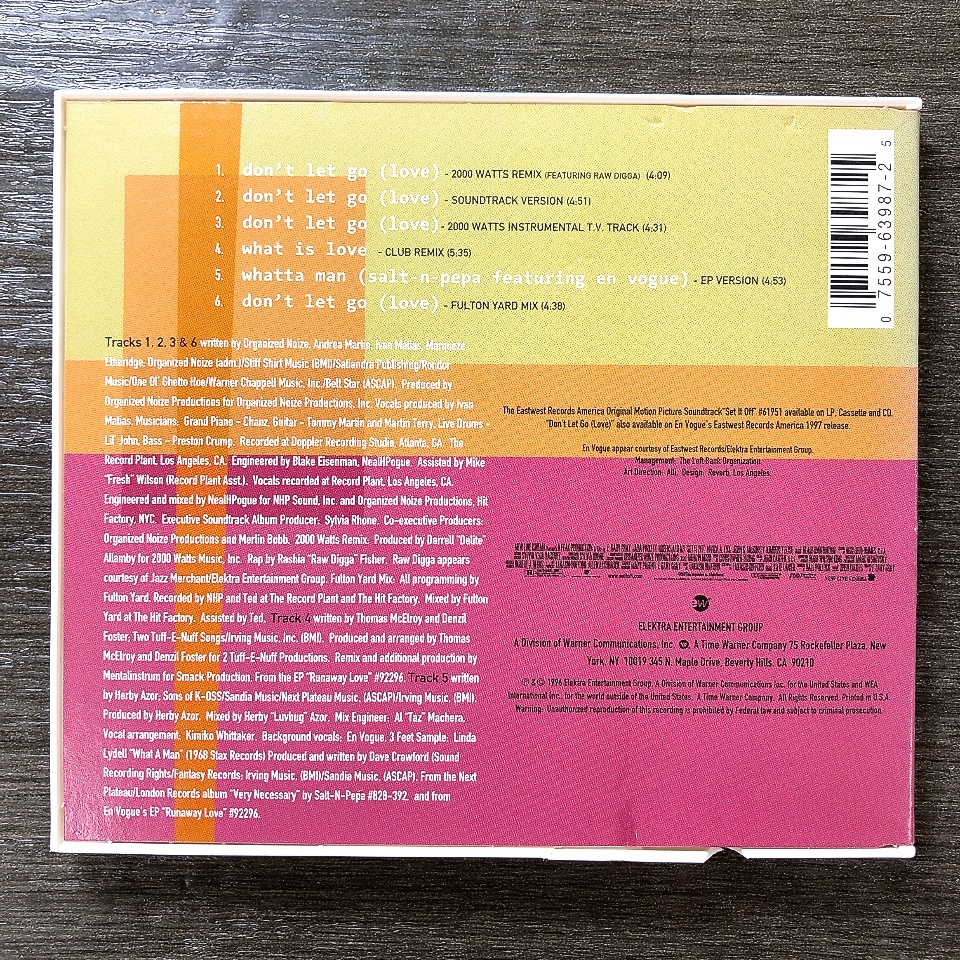 1. don't let go (love) - 2000 WATTS REMIX (FEATURING RAW DIGGA) (4:09)
2. don't let go (love) - SOUNDTRACK VERSION (4:51)
3. don't let go (love) - 2000 WATTS INSTRUMENTAL T.V. TRACK (4:31)
4. what is love - CLUB REMIX (5:35)
5. whatta man (salt-n-pepa featuring en vogue) - EP VERSION (4:53)
6. don't let go (love) - FULTON YARD MIX (4:38)
0 7559-63987-2 5
Tracks 1, 2, 3 & 6 written by Organized Noize, Andrea Martin, Ivan Matias, Marqueze
Etheridge; Organized Noize (adm.)/Stiff Shirt Music (BMI)/Sailandra Publishing/Rondor
Music/One Ol' Ghetto Hoe/Warner Chappell Music, Inc./Belt Star (ASCAP). Produced by
Organized Noize Productions for Organized Noize Productions, Inc. Vocals produced by Ivan
Matias. Musicians: Grand Piano - Chanz, Guitar - Tommy Martin and Martin Terry, Live Drums -
Lil' John, Bass - Preston Crump. Recorded at Doppler Recording Studio, Atlanta, GA. The
Record Plant, Los Angeles, CA. Engineered by Blake Eisenman, NealHPogue. Assisted by Mike
"Fresh" Wilson (Record Plant Asst.). Vocals recorded at Record Plant, Los Angeles, CA.
Engineered and mixed by NealHPogue for NHP Sound, Inc. and Organized Noize Productions, Hit
Factory, NYC. Executive Soundtrack Album Producer: Sylvia Rhone. Co-executive Producers:
Organized Noize Productions and Merlin Bobb. 2000 Watts Remix: Produced by Darrell "Delite"
Allamby for 2000 Watts Music, Inc. Rap by Rashia "Raw Digga" Fisher. Raw Digga appears
courtesy of Jazz Merchant/Elektra Entertainment Group. Fulton Yard Mix: All programming by
Fulton Yard. Recorded by NHP and Ted at The Record Plant and The Hit Factory. Mixed by Fulton
Yard at The Hit Factory. Assisted by Ted. Track 4 written by Thomas McElroy and Denzil
Foster; Two Tuff-E-Nuff Songs/Irving Music, Inc. (BMI). Produced and arranged by Thomas
McElroy and Denzil Foster for 2 Tuff-E-Nuff Productions. Remix and additional production by
Mentalinstrum for Smack Production. From the EP "Runaway Love" #92296. Track 5 written
by Herby Azor; Sons of K-OSS/Sandia Music/Next Plateau Music, (ASCAP)/Irving Music, (BMI).
Produced by Herby Azor. Mixed by Herby "Luvbug" Azor. Mix Engineer: Al "Taz" Machera.
Vocal arrangement: Kimiko Whittaker. Background vocals: En Vogue, 3 Feet Sample: Linda
Lydell "What A Man" (1968 Stax Records) Produced and written by Dave Crawford (Sound
Recording Rights/Fantasy Records; Irving Music, (BMI)/Sandia Music, (ASCAP). From the Next
Plateau/London Records album "Very Necessary" by Salt-N-Pepa #828-392. and from
En Vogue's EP "Runaway Love" #92296.
The Eastwest Records America Original Motion Picture Soundtrack "Set It Off" #61951 available on LP, Cassette and CD.
"Don't Let Go (Love)" also available on En Vogue's Eastwest Records America 1997 release.
En Vogue appear courtesy of Eastwest Records/Elektra Entertainment Group.
Management: The Left Bank Organization.
Art Direction: Alli. Design: Reverb, Los Angeles.
ew
ELEKTRA ENTERTAINMENT GROUP
A Division of Warner Communications, Inc. A Time Warner Company 75 Rockefeller Plaza, New
York, NY 10019 345 N. Maple Drive, Beverly Hills, CA 90210
℗ & © 1996 Elektra Entertainment Group, A Division of Warner Communications Inc. for the United States and WEA
International Inc. for the world outside of the United States. A Time Warner Company. All Rights Reserved. Printed in U.S.A.
Warning: Unauthorized reproduction of this recording is prohibited by Federal law and subject to criminal prosecution.